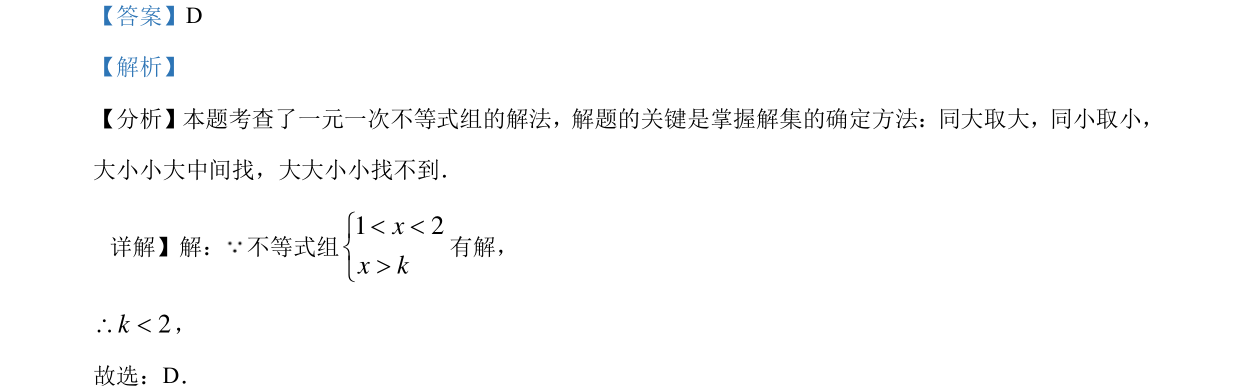 【答案】D
【解析】
【分析】本题考查了一元一次不等式组的解法，解题的关键是掌握解集的确定方法：同大取大，同小取小，
大小小大中间找，大大小小找不到．
详解】解：∵不等式组{1 < x < 2
x > k 有解，
∴k < 2，
故选：D．